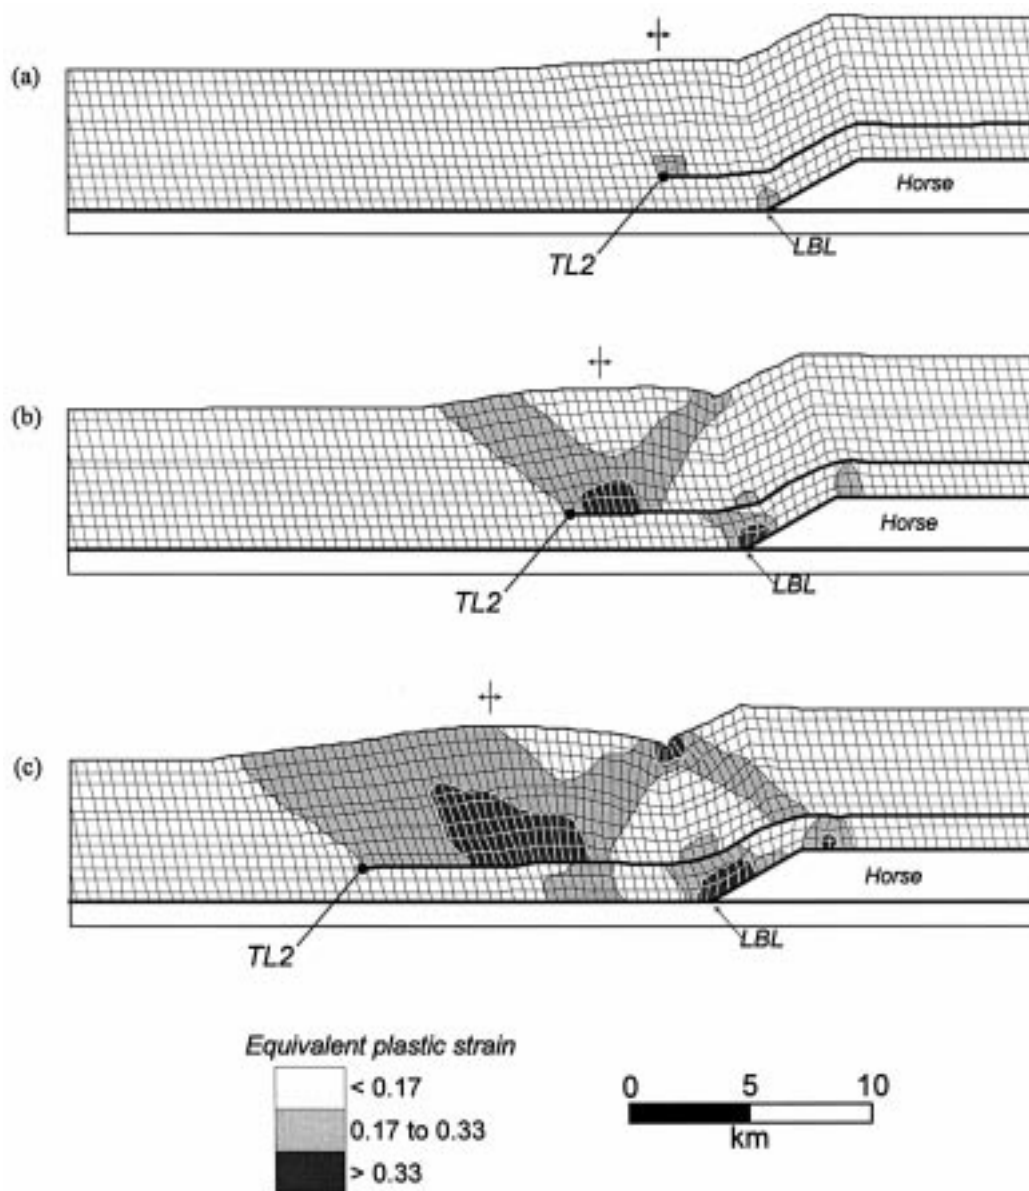 (a)
Horse
TL2
LBL
(b)
Horse
TL2
LBL
(c)
Horse
TL2
LBL
Equivalent plastic strain
< 0.17
0.17 to 0.33
> 0.33
0 5 10
km